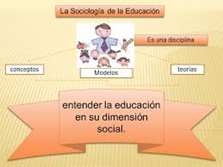 La Sociología de la Educación
Es una disciplina
conceptos
Modelos
teorías
entender la educación
en su dimensión
social.